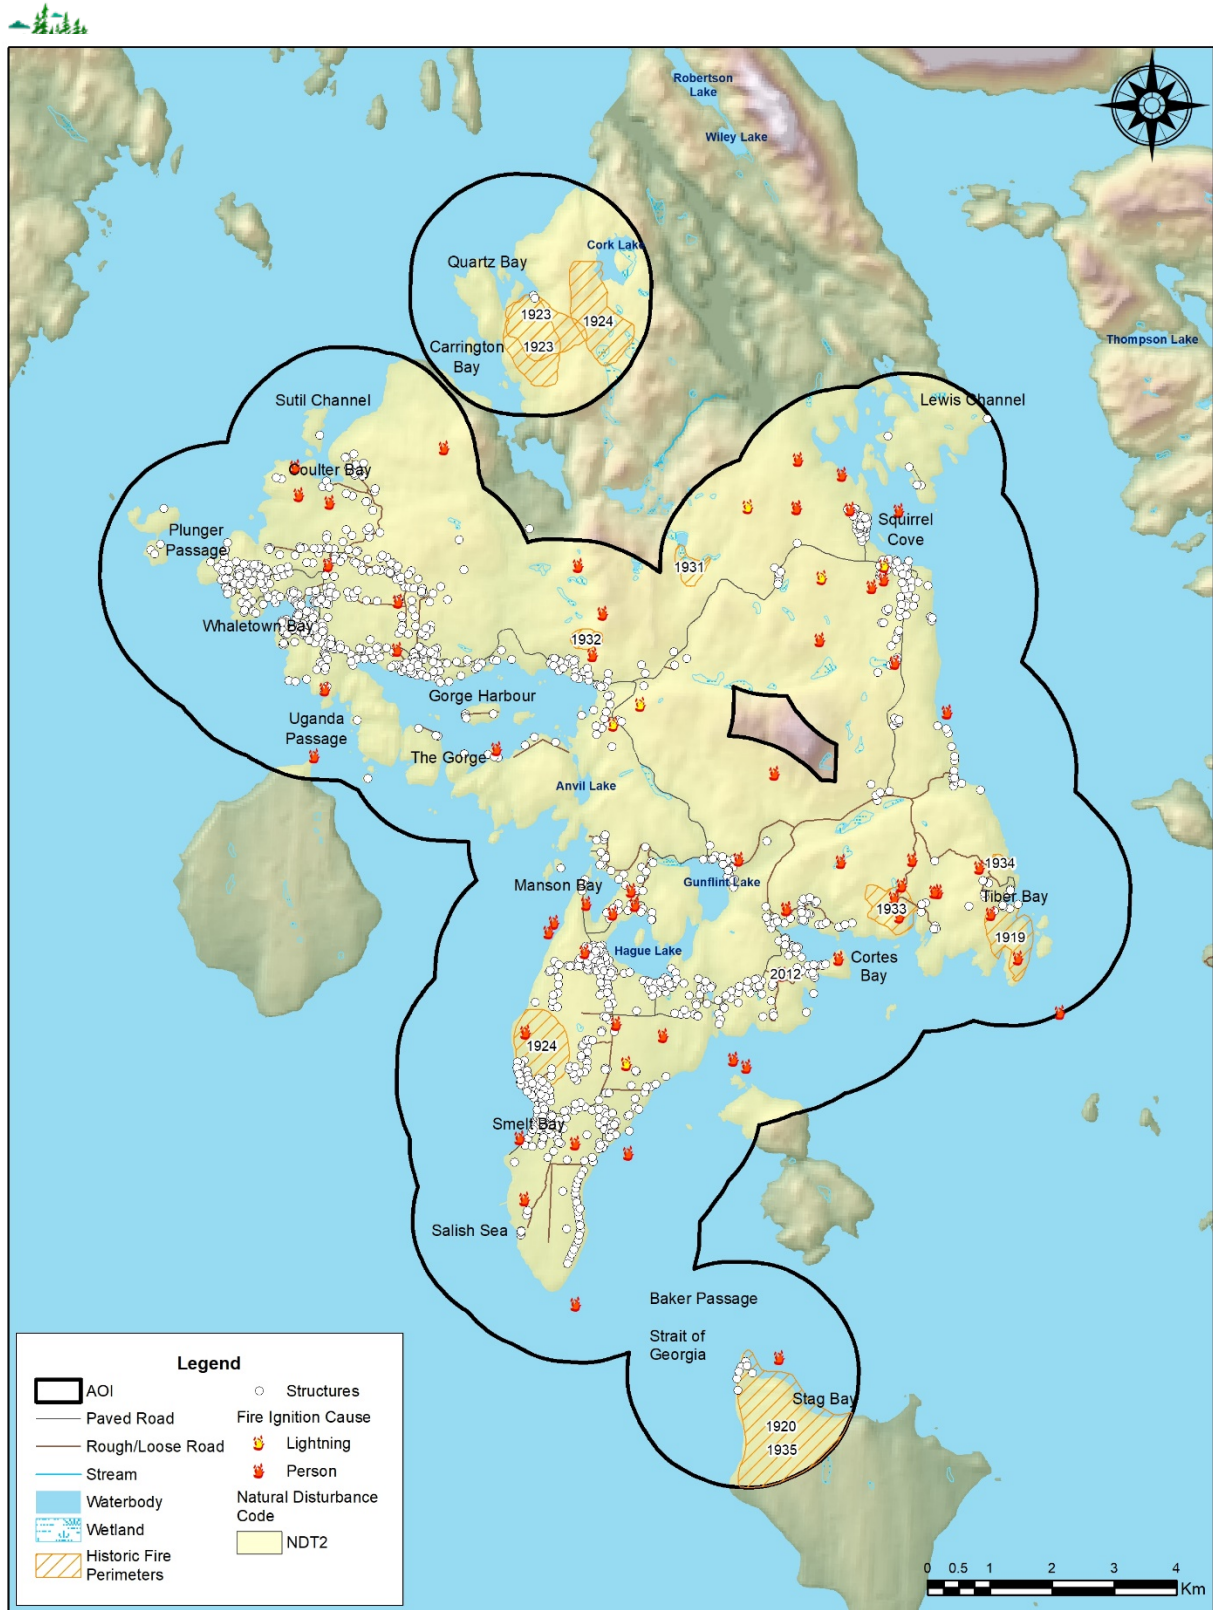 Robertson
Lake
Wiley Lake
Cork Lake
Quartz Bay
1923
1924
1923
Carrington
Bay
Thompson Lake
Sutil Channel
Lewis Channel
Coulter Bay
Plunger
Passage
Squirrel
Cove
1931
Whaletown Bay
1932
Gorge Harbour
Uganda
Passage
The Gorge
Anvil Lake
Manson Bay
Gunflint Lake
1934
Tiber Bay
1933
1919
Hague Lake
Cortes
Bay
2012
1924
Smelt Bay
Salish Sea
Baker Passage
Strait of
Georgia
Stag Bay
1920
1935
Legend
AOI
Paved Road
Rough/Loose Road
Stream
Waterbody
Wetland
Historic Fire
Perimeters
Structures
Fire Ignition Cause
Lightning
Person
Natural Disturbance
Code
NDT2
0 0.5 1 2 3 4
Km